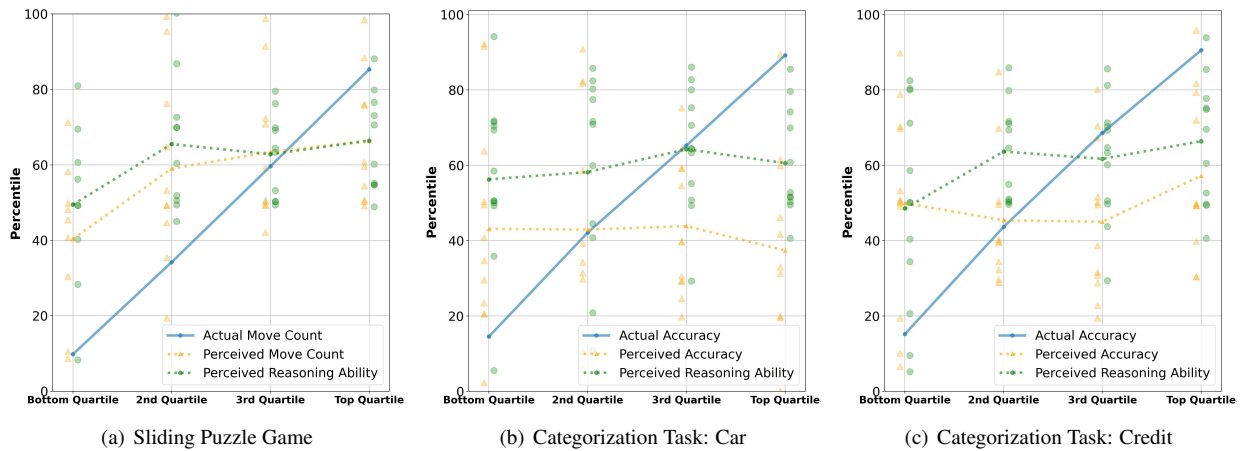 100
80
60
40
20
0
Percentile
Actual Move Count
Perceived Move Count
Perceived Reasoning Ability
Bottom Quartile 2nd Quartile 3rd Quartile Top Quartile
(a) Sliding Puzzle Game
100
80
60
40
20
0
Percentile
Actual Accuracy
Perceived Accuracy
Perceived Reasoning Ability
Bottom Quartile 2nd Quartile 3rd Quartile Top Quartile
(b) Categorization Task: Car
100
80
60
40
20
0
Percentile
Actual Accuracy
Perceived Accuracy
Perceived Reasoning Ability
Bottom Quartile 2nd Quartile 3rd Quartile Top Quartile
(c) Categorization Task: Credit